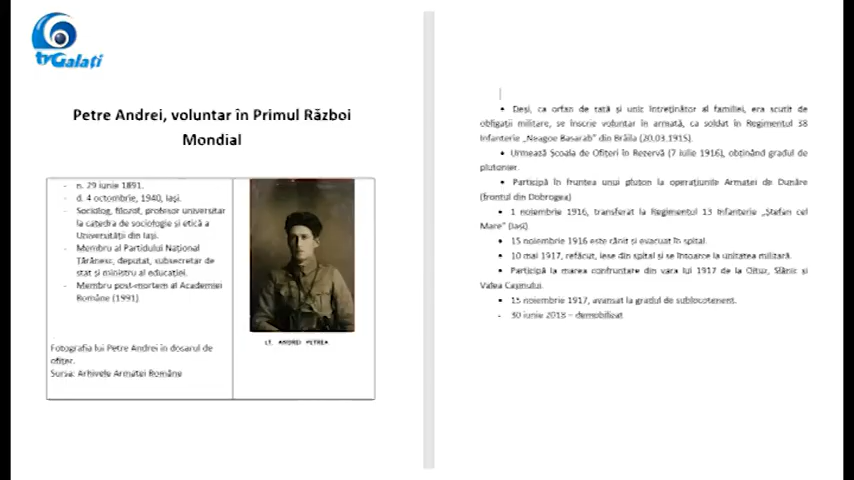 tvGalați
Petre Andrei, voluntar în Primul Război
Mondial
- n. 29 iunie 1891.
- d. 4 octombrie, 1940, Iași.
- Sociolog, filozof, profesor universitar
la catedra de sociologie și etică a
Universității din Iași.
- Membru al Partidului Național
Țărănesc, deputat, subsecretar de
stat și ministru al educației.
- Membru post-mortem al Academiei
Române (1991)
Fotografia lui Petre Andrei în dosarul de
ofițer.
Sursa: Arhivele Armatei Române
LT. ANDREI PETREA
• Deși, ca orfan de tată și unic întreținător al familiei, era scutit de
obligații militare, se înscrie voluntar în armată, ca soldat în Regimentul 38
Infanterie „Neagoe Basarab” din Brăila (20.03.1915).
• Urmează Școala de Ofițeri în Rezervă (7 iulie 1916), obținând gradul de
plutonier.
• Participă în fruntea unui pluton la operațiunile Armatei de Dunăre
(frontul din Dobrogea)
• 1 noiembrie 1916, transferat la Regimentul 13 Infanterie „Ștefan cel
Mare” (Iași)
• 15 noiembrie 1916 este rănit și evacuat în spital.
• 10 mai 1917, refăcut, iese din spital și se întoarce la unitatea militară.
• Participă la marea confruntare din vara lui 1917 de la Oituz, Slănic și
Valea Cașinului.
• 15 noiembrie 1917, avansat la gradul de sublocotenent.
- 30 iunie 2018 – demobilizat